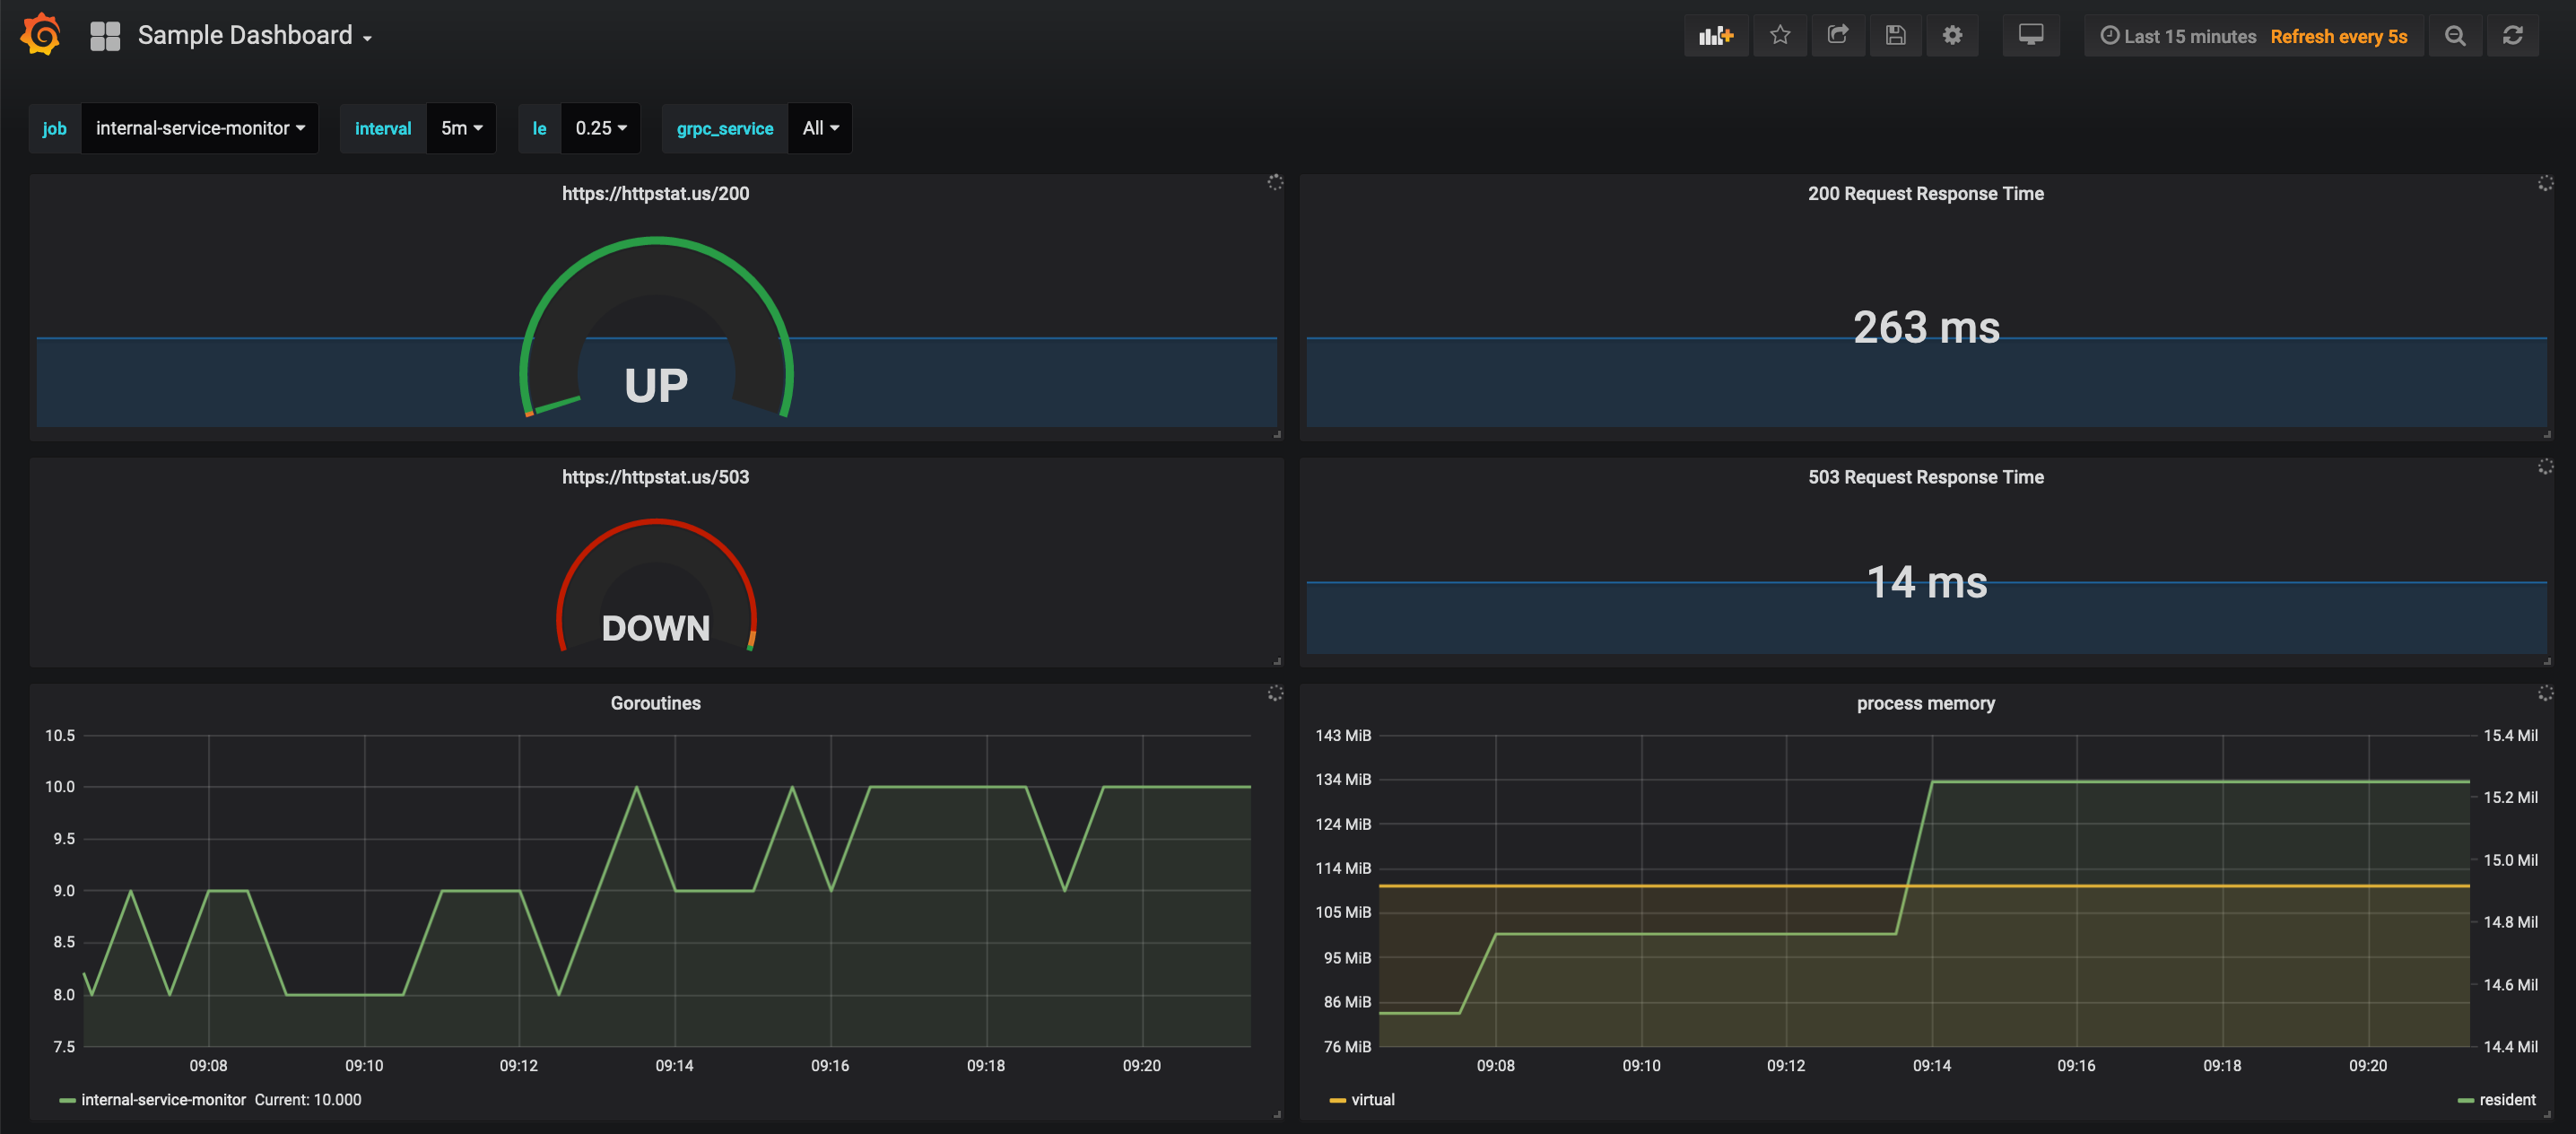 Sample Dashboard
Last 15 minutes Refresh every 5s
job internal-service-monitor interval 5m le 0.25 grpc_service All
https://httpstat.us/200
UP
200 Request Response Time
263 ms
https://httpstat.us/503
DOWN
503 Request Response Time
14 ms
Goroutines
10.5
10.0
9.5
9.0
8.5
8.0
7.5
09:08 09:10 09:12 09:14 09:16 09:18 09:20
internal-service-monitor Current: 10.000
process memory
143 MiB
134 MiB
124 MiB
114 MiB
105 MiB
95 MiB
86 MiB
76 MiB
15.4 Mil
15.2 Mil
15.0 Mil
14.8 Mil
14.6 Mil
14.4 Mil
09:08 09:10 09:12 09:14 09:16 09:18 09:20
virtual
resident